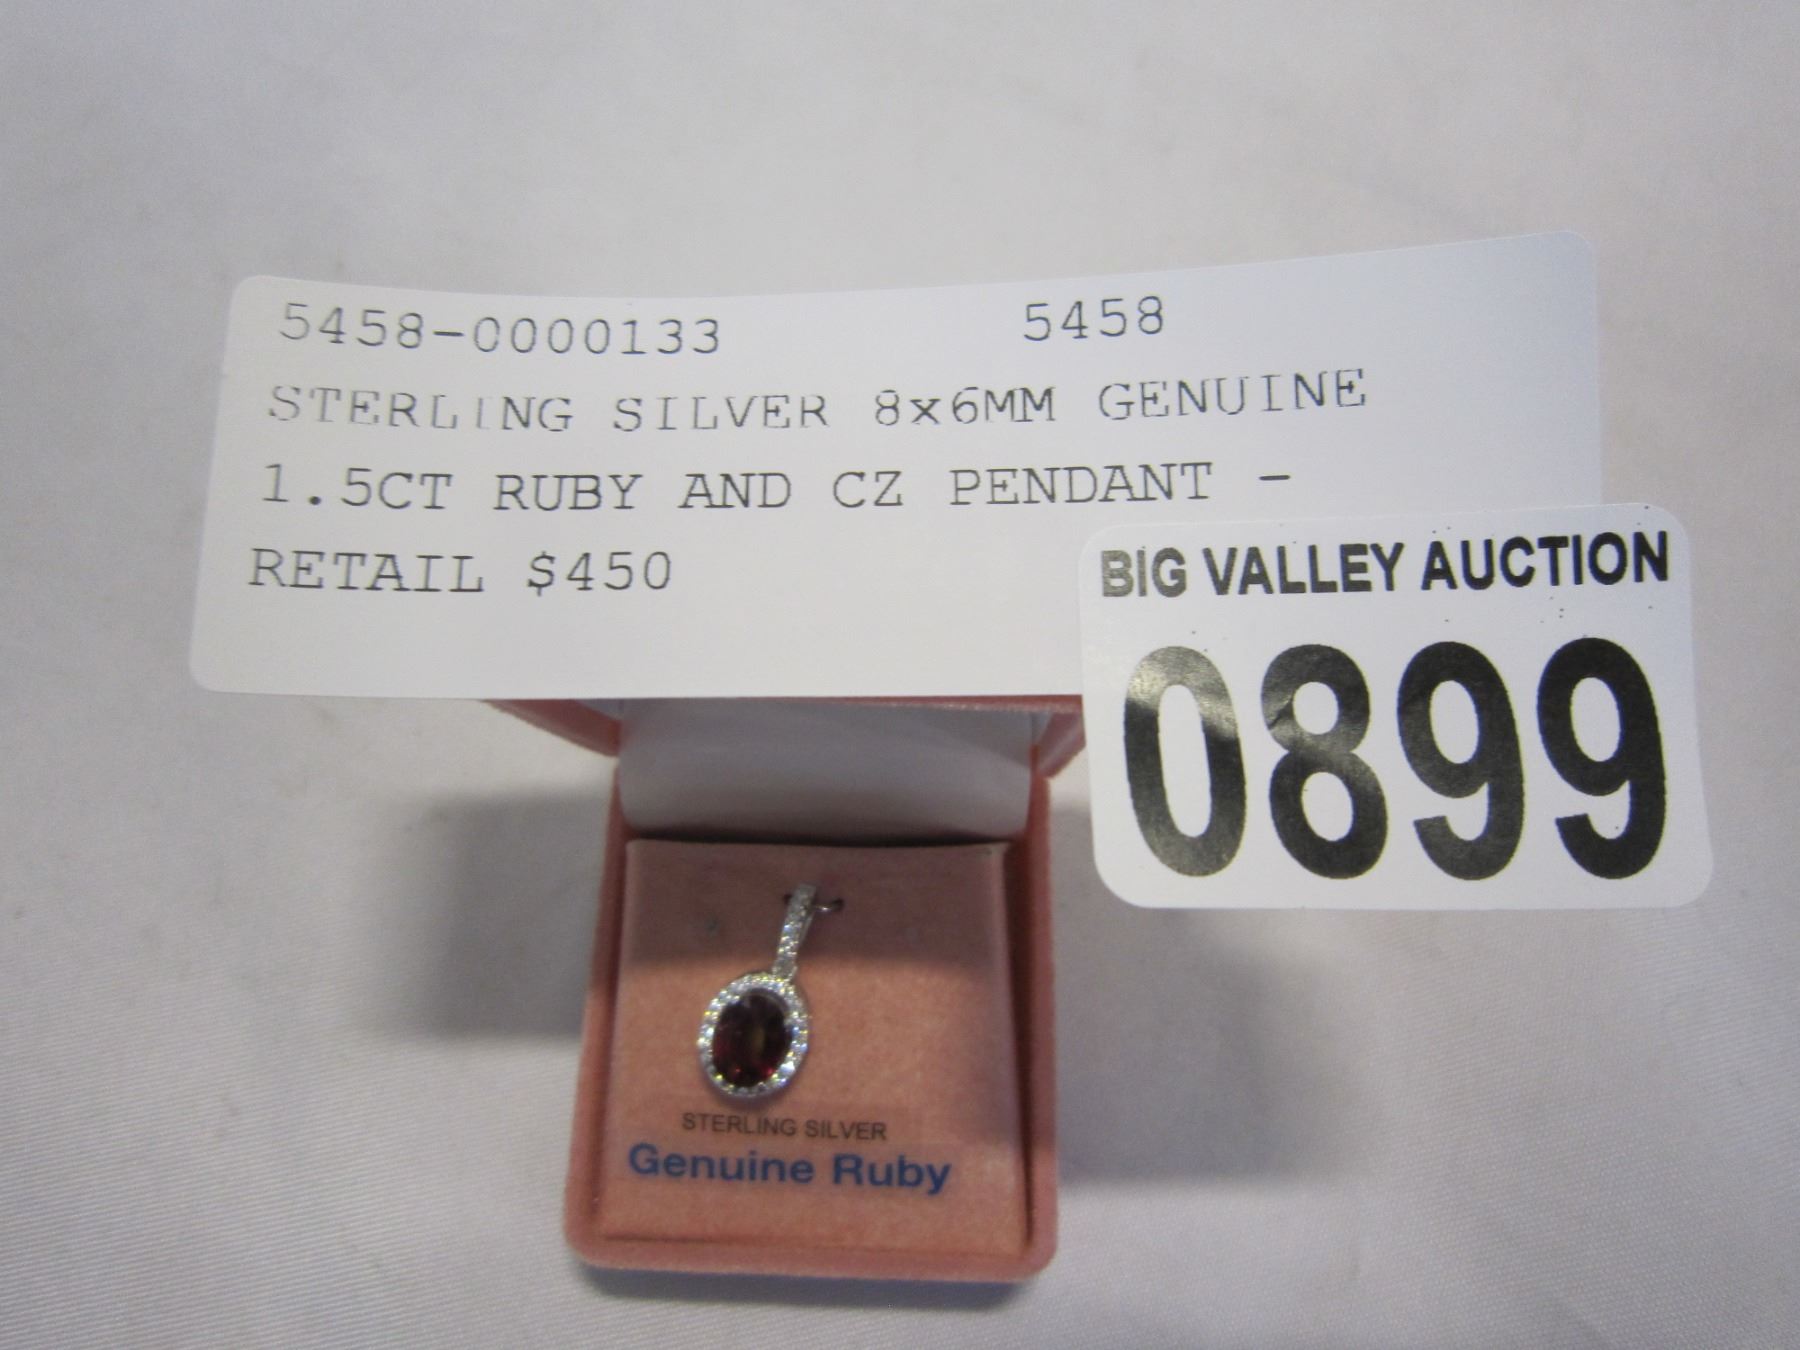 5458-0000133 5458
STERLING SILVER 8x6MM GENUINE
1.5CT RUBY AND CZ PENDANT -
RETAIL $450
BIG VALLEY AUCTION
0899
STERLING SILVER
Genuine Ruby